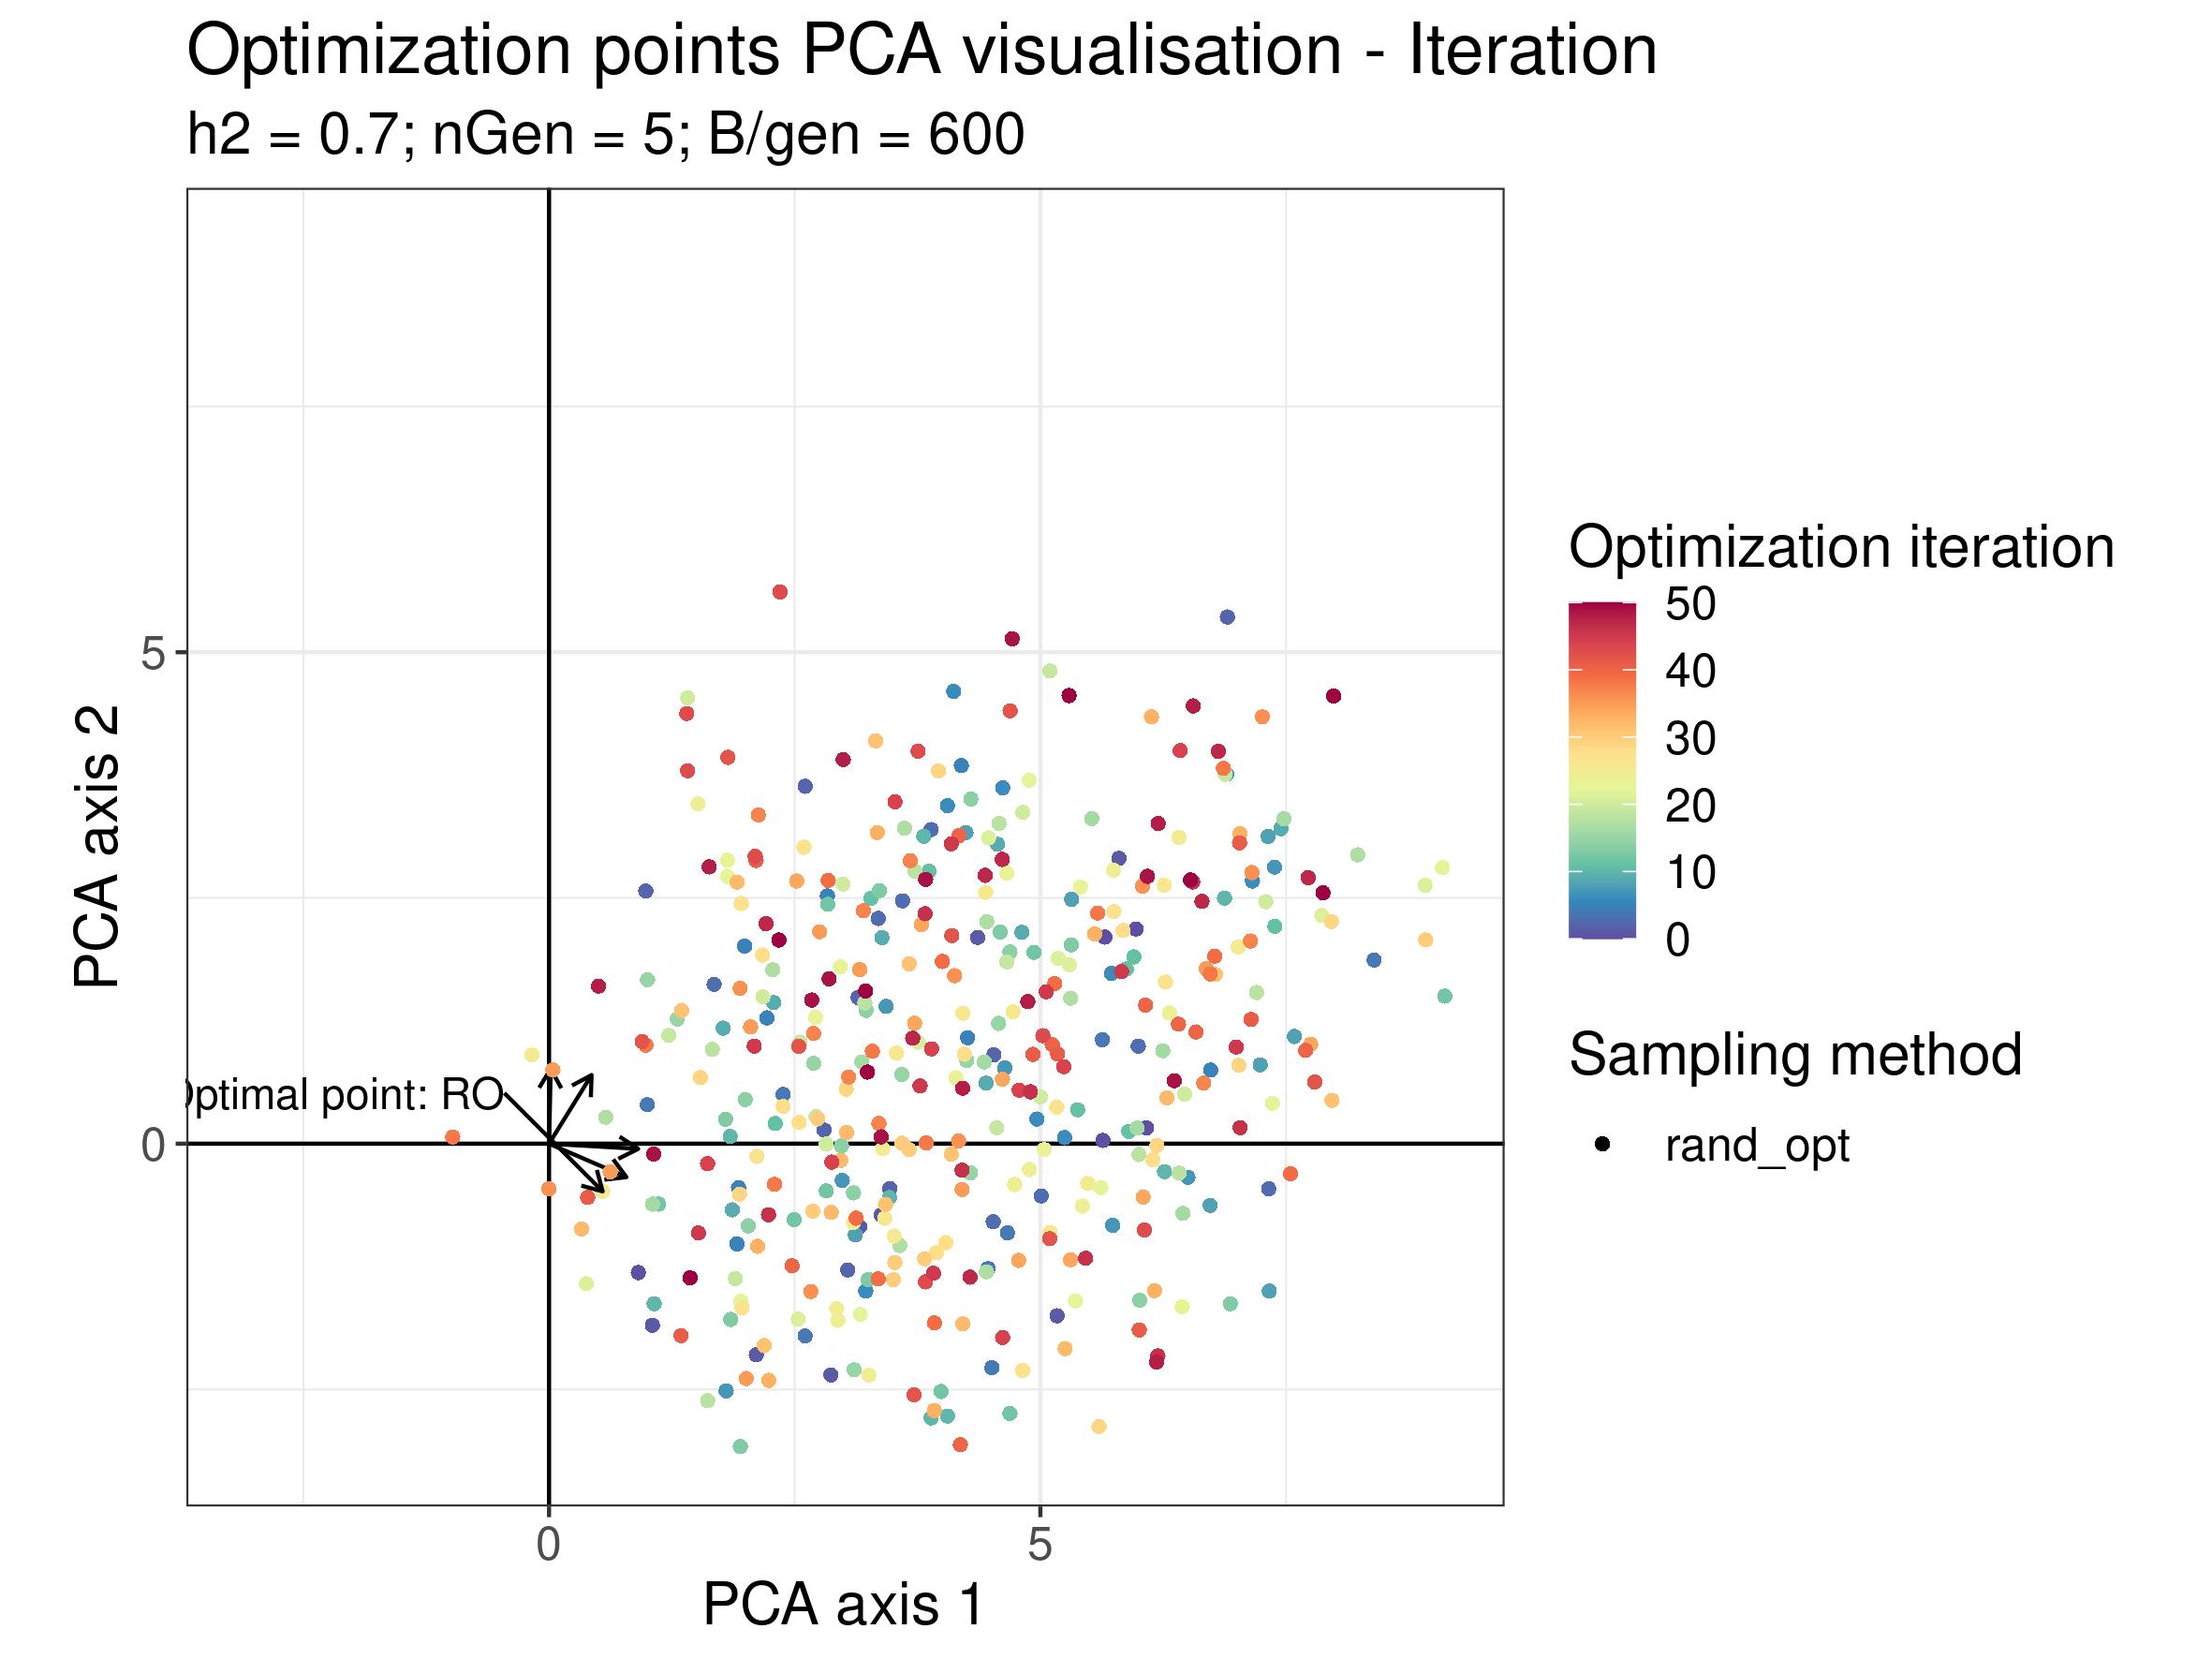 Optimization points PCA visualisation - Iteration
h2 = 0.7; nGen = 5; B/gen = 600
PCA axis 2
5
0
ptimal point: RO
0
5
PCA axis 1
Optimization iteration
50
40
30
20
10
0
Sampling method
rand_opt